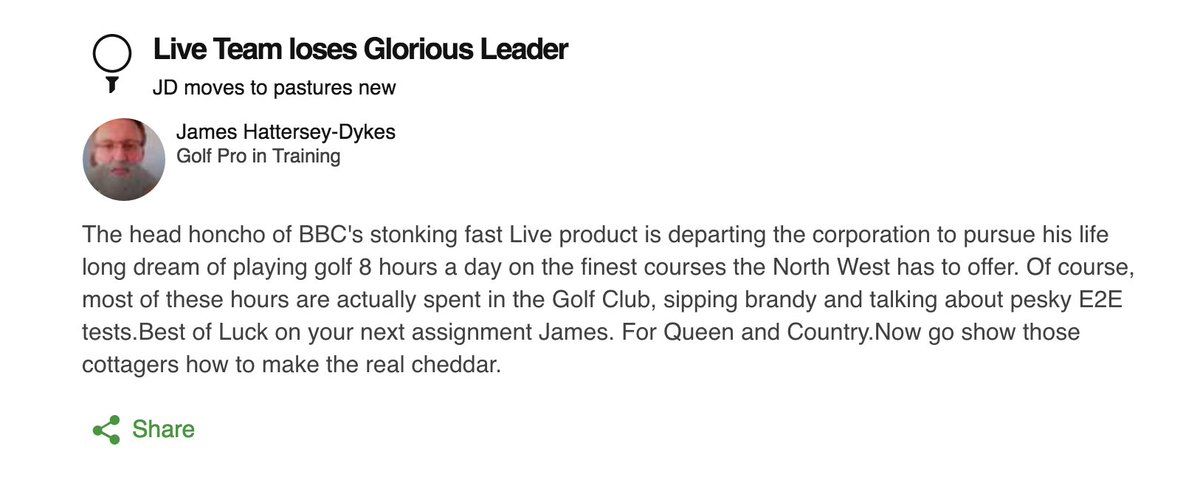 Live Team loses Glorious Leader
JD moves to pastures new
James Hattersey-Dykes
Golf Pro in Training
The head honcho of BBC's stonking fast Live product is departing the corporation to pursue his life
long dream of playing golf 8 hours a day on the finest courses the North West has to offer. Of course,
most of these hours are actually spent in the Golf Club, sipping brandy and talking about pesky E2E
tests.Best of Luck on your next assignment James. For Queen and Country.Now go show those
cottagers how to make the real cheddar.
Share